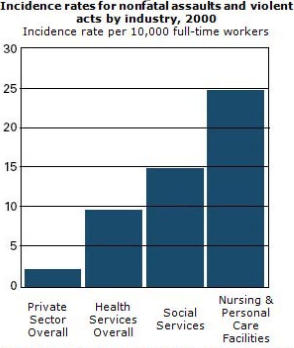 Incidence rates for nonfatal assaults and violent
acts by industry, 2000
Incidence rate per 10,000 full-time workers
30
25
20
15
10
5
0
Private
Sector
Overall
Health
Services
Overall
Social
Services
Nursing &
Personal
Care
Facilities